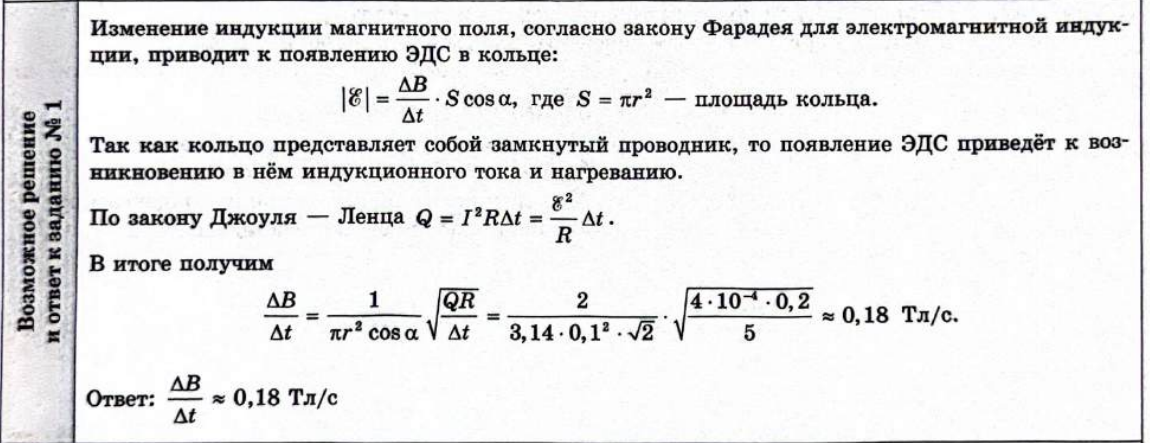 Возможное решение
и ответ к заданию № 1
Изменение индукции магнитного поля, согласно закону Фарадея для электромагнитной индук-
ции, приводит к появлению ЭДС в кольце:
|ℰ| = ΔB/Δt · S cos α, где S = πr² — площадь кольца.
Так как кольцо представляет собой замкнутый проводник, то появление ЭДС приведёт к воз-
никновению в нём индукционного тока и нагреванию.
По закону Джоуля — Ленца Q = I²RΔt = ℰ²/R Δt.
В итоге получим
ΔB/Δt = 1/(πr² cos α) √(QR/Δt) = 2/(3,14 · 0,1² · √2) · √(4 · 10⁻⁴ · 0,2/5) ≈ 0,18 Тл/с.
Ответ: ΔB/Δt ≈ 0,18 Тл/с